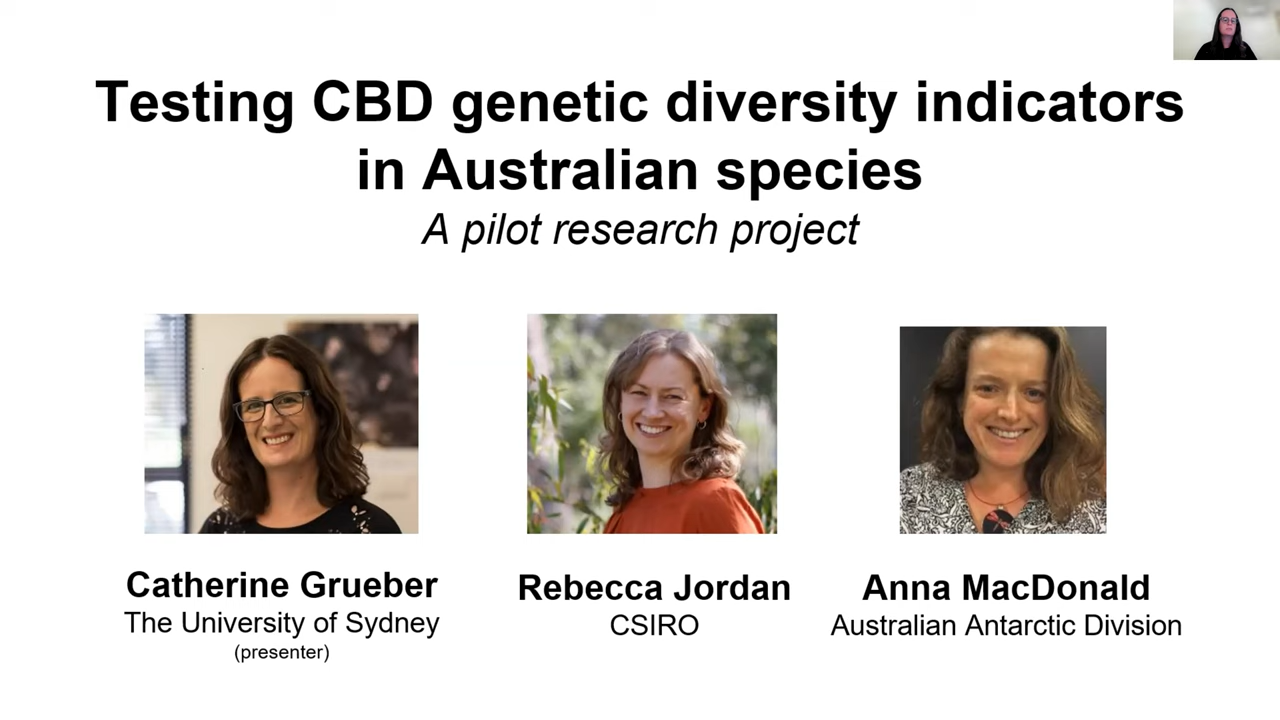 Testing CBD genetic diversity indicators
in Australian species
A pilot research project
Catherine Grueber
The University of Sydney
(presenter)
Rebecca Jordan
CSIRO
Anna MacDonald
Australian Antarctic Division